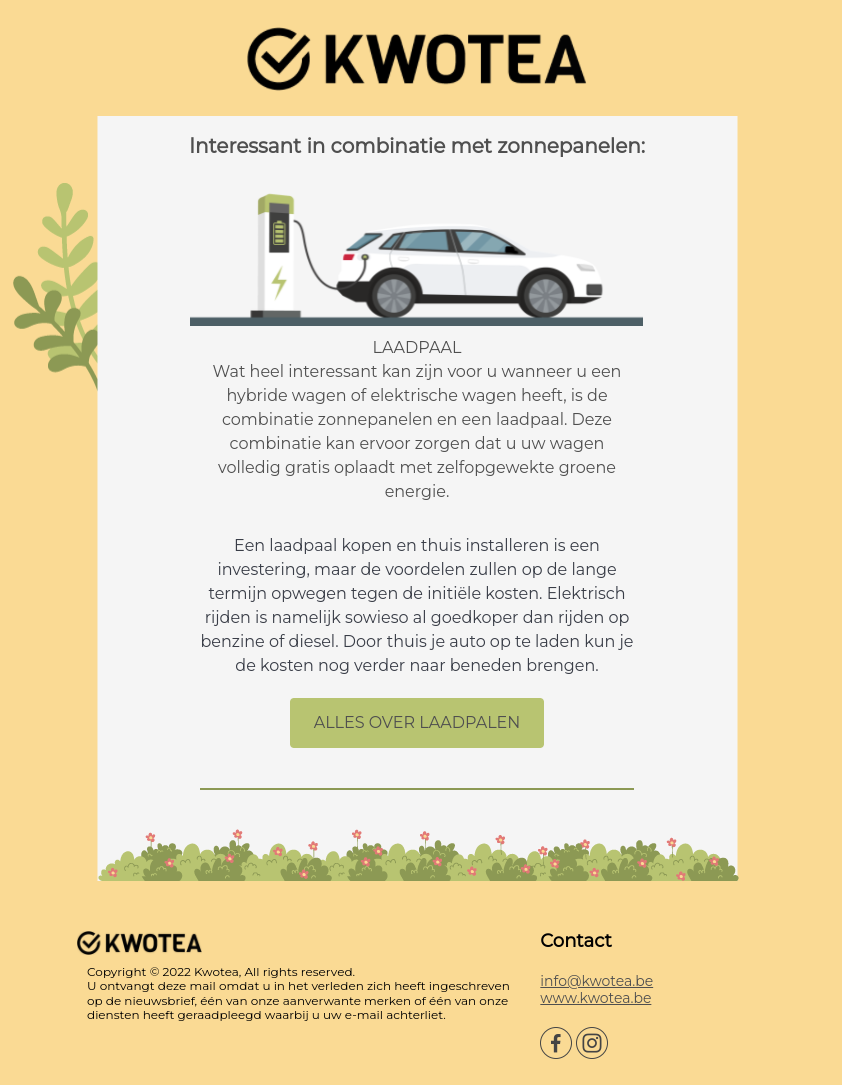 KWOTEA
Interessant in combinatie met zonnepanelen:
LAADPAAL
Wat heel interessant kan zijn voor u wanneer u een
hybride wagen of elektrische wagen heeft, is de
combinatie zonnepanelen en een laadpaal. Deze
combinatie kan ervoor zorgen dat u uw wagen
volledig gratis oplaadt met zelfopgewekte groene
energie.
Een laadpaal kopen en thuis installeren is een
investering, maar de voordelen zullen op de lange
termijn opwegen tegen de initiële kosten. Elektrisch
rijden is namelijk sowieso al goedkoper dan rijden op
benzine of diesel. Door thuis je auto op te laden kun je
de kosten nog verder naar beneden brengen.
ALLES OVER LAADPALEN
KWOTEA
Copyright © 2022 Kwotea, All rights reserved.
U ontvangt deze mail omdat u in het verleden zich heeft ingeschreven
op de nieuwsbrief, één van onze aanverwante merken of één van onze
diensten heeft geraadpleegd waarbij u uw e-mail achterliet.
Contact
info@kwotea.be
www.kwotea.be